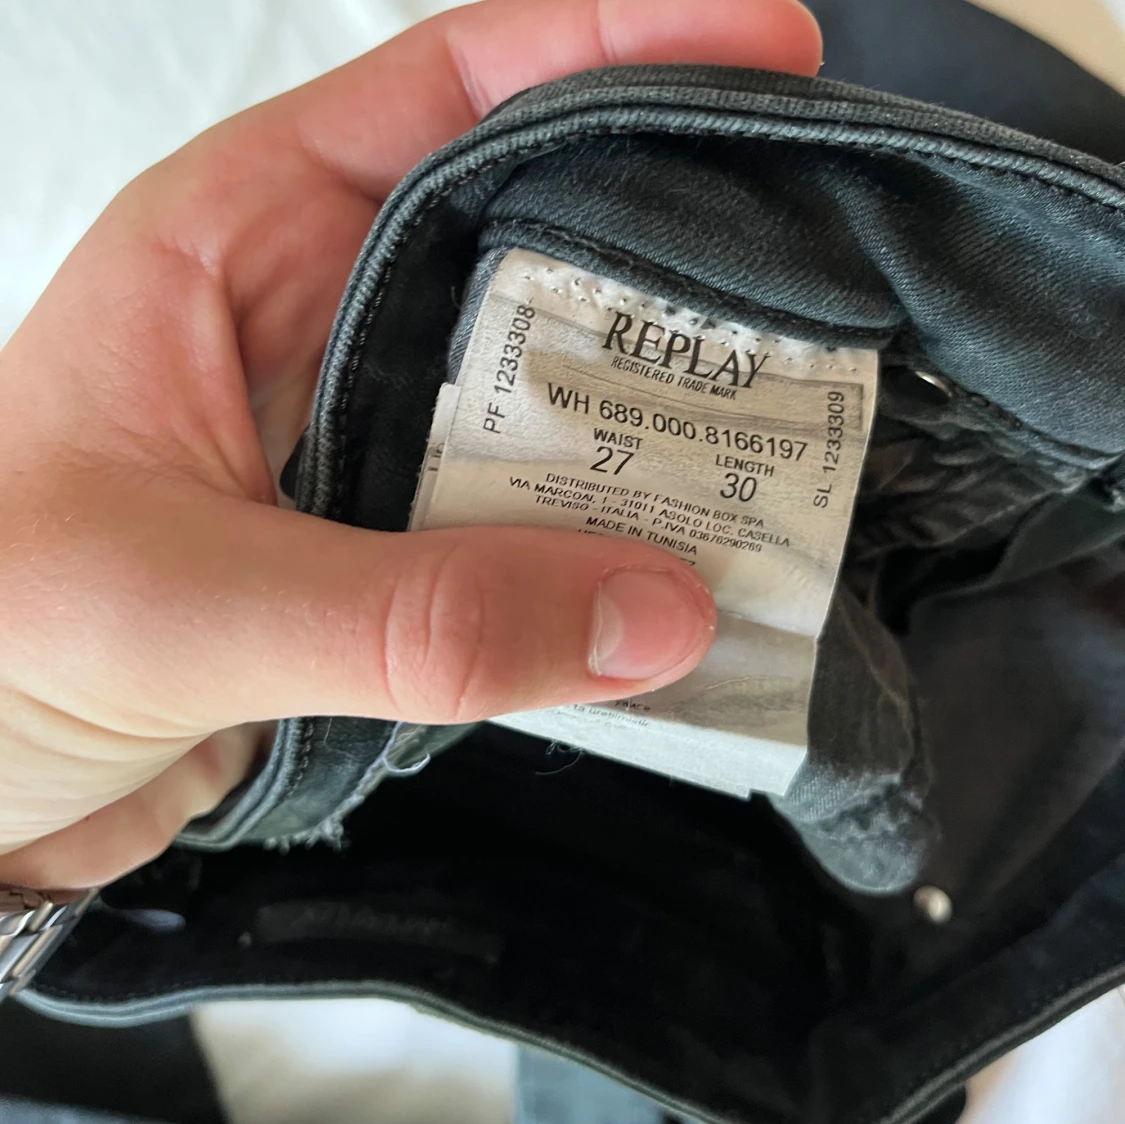 REPLAY
REGISTERED TRADE MARK
PF 1233308-
WH 689.000.8166197
SL 1233309
WAIST LENGTH
27 30
DISTRIBUTED BY FASHION BOX SPA
VIA MARCONI, 1 - 31011 ASOLO LOC. CASELLA
TREVISO - ITALIA - P.IVA 03676290269
MADE IN TUNISIA